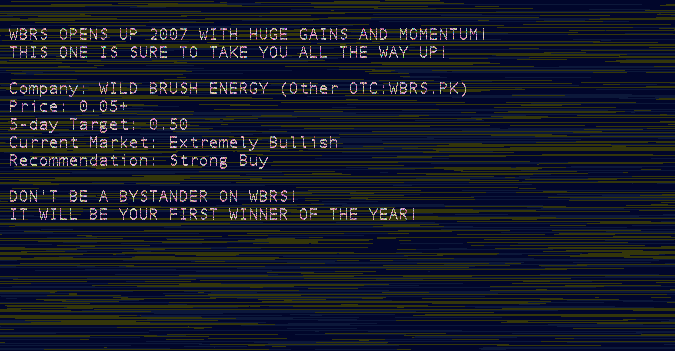 WBRS OPENS UP 2007 WITH HUGE GAINS AND MOMENTUM!
THIS ONE IS SURE TO TAKE YOU ALL THE WAY UP!
Company: WILD BRUSH ENERGY (Other OTC:WBRS.PK)
Price: 0.05+
5-day Target: 0.50
Current Market: Extremely Bullish
Recommendation: Strong Buy
DON'T BE A BYSTANDER ON WBRS!
IT WILL BE YOUR FIRST WINNER OF THE YEAR!